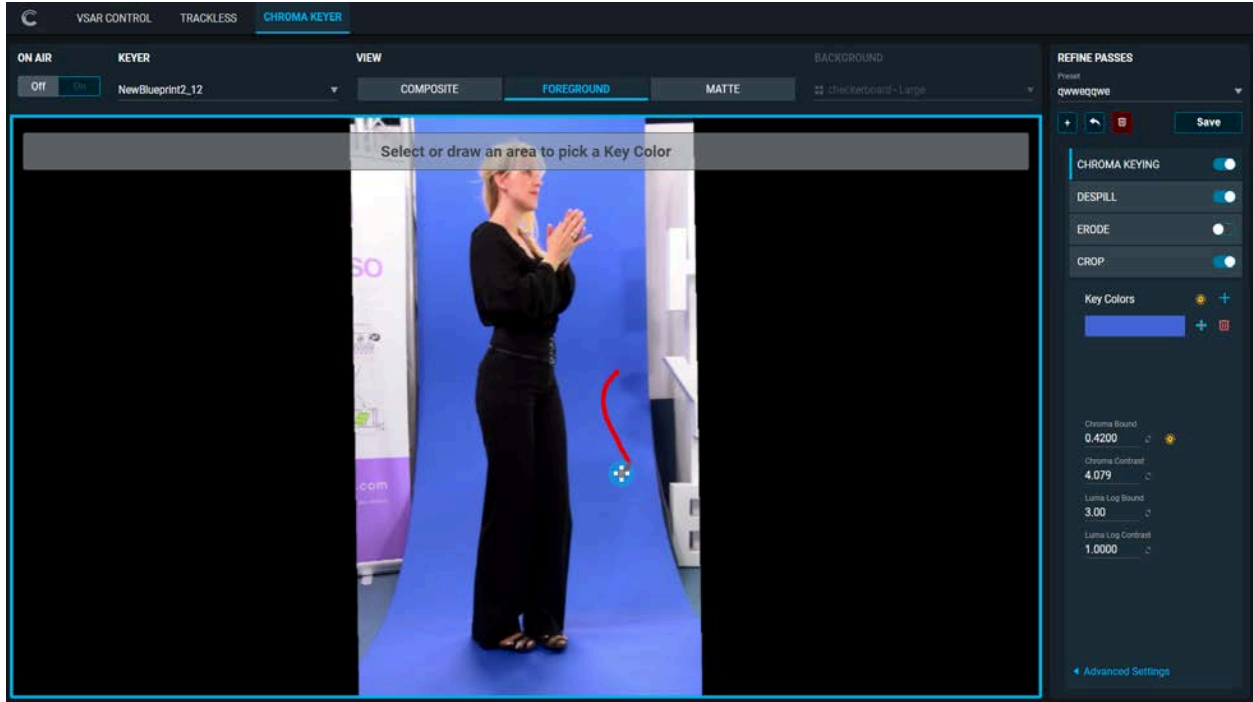 VSAR CONTROL TRACKLESS CHROMA KEYER
ON AIR KEYER VIEW BACKGROUND REFINE PASSES
Preset
Off On NewBlueprint2_12 COMPOSITE FOREGROUND MATTE checkerboard-Large qwweqqwe
+ Save
Select or draw an area to pick a Key Color
CHROMA KEYING
DESPILL
ERODE
CROP
SO
Key Colors
Chroma Bound
0.4200
Chroma Contrast
4.079
.com
Luma Log Bound
3.00
Luma Log Contrast
1.0000
Advanced Settings